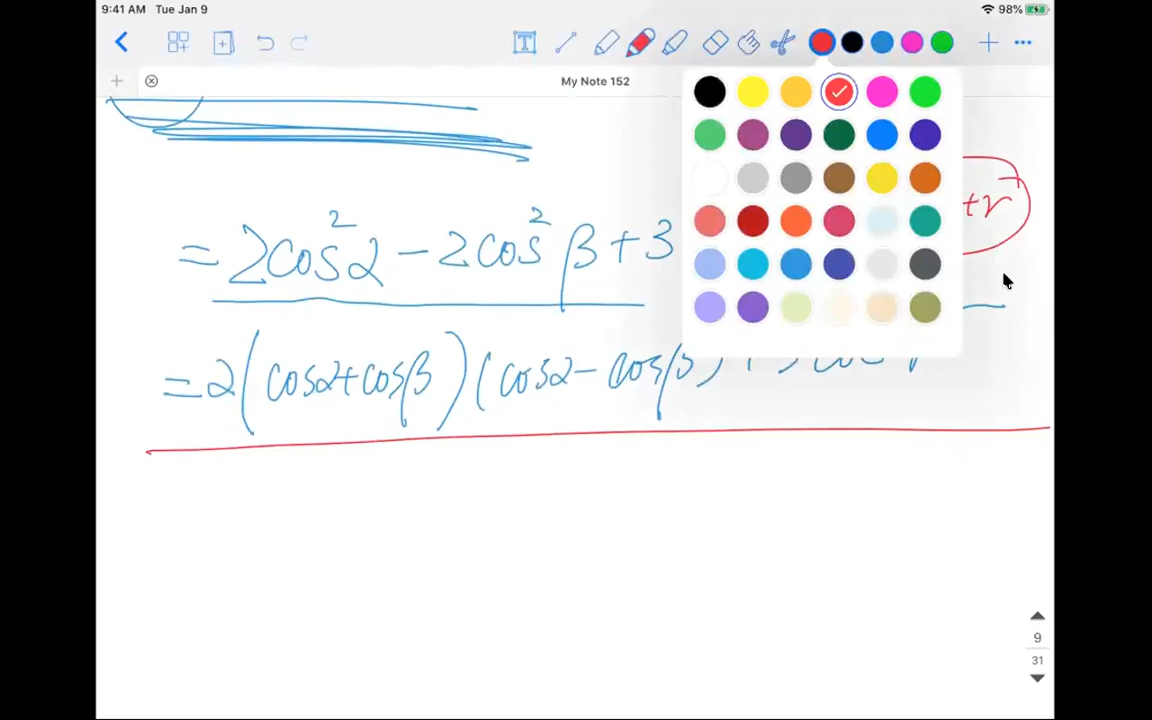 9:41 AM Tue Jan 9
98%
My Note 152
+r
= 2cos²α - 2cos²β + 3
= 2(cosα+cosβ)(cosα - cosβ)
9
31